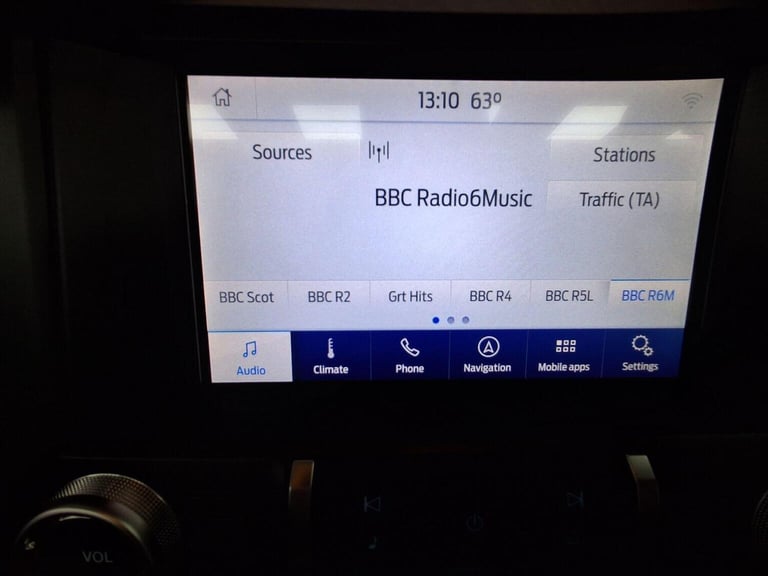 13:10 63º
Sources
Stations
BBC Radio6Music
Traffic (TA)
BBC Scot
BBC R2
Grt Hits
BBC R4
BBC R5L
BBC R6M
Audio
Climate
Phone
Navigation
Mobile apps
Settings
VOL